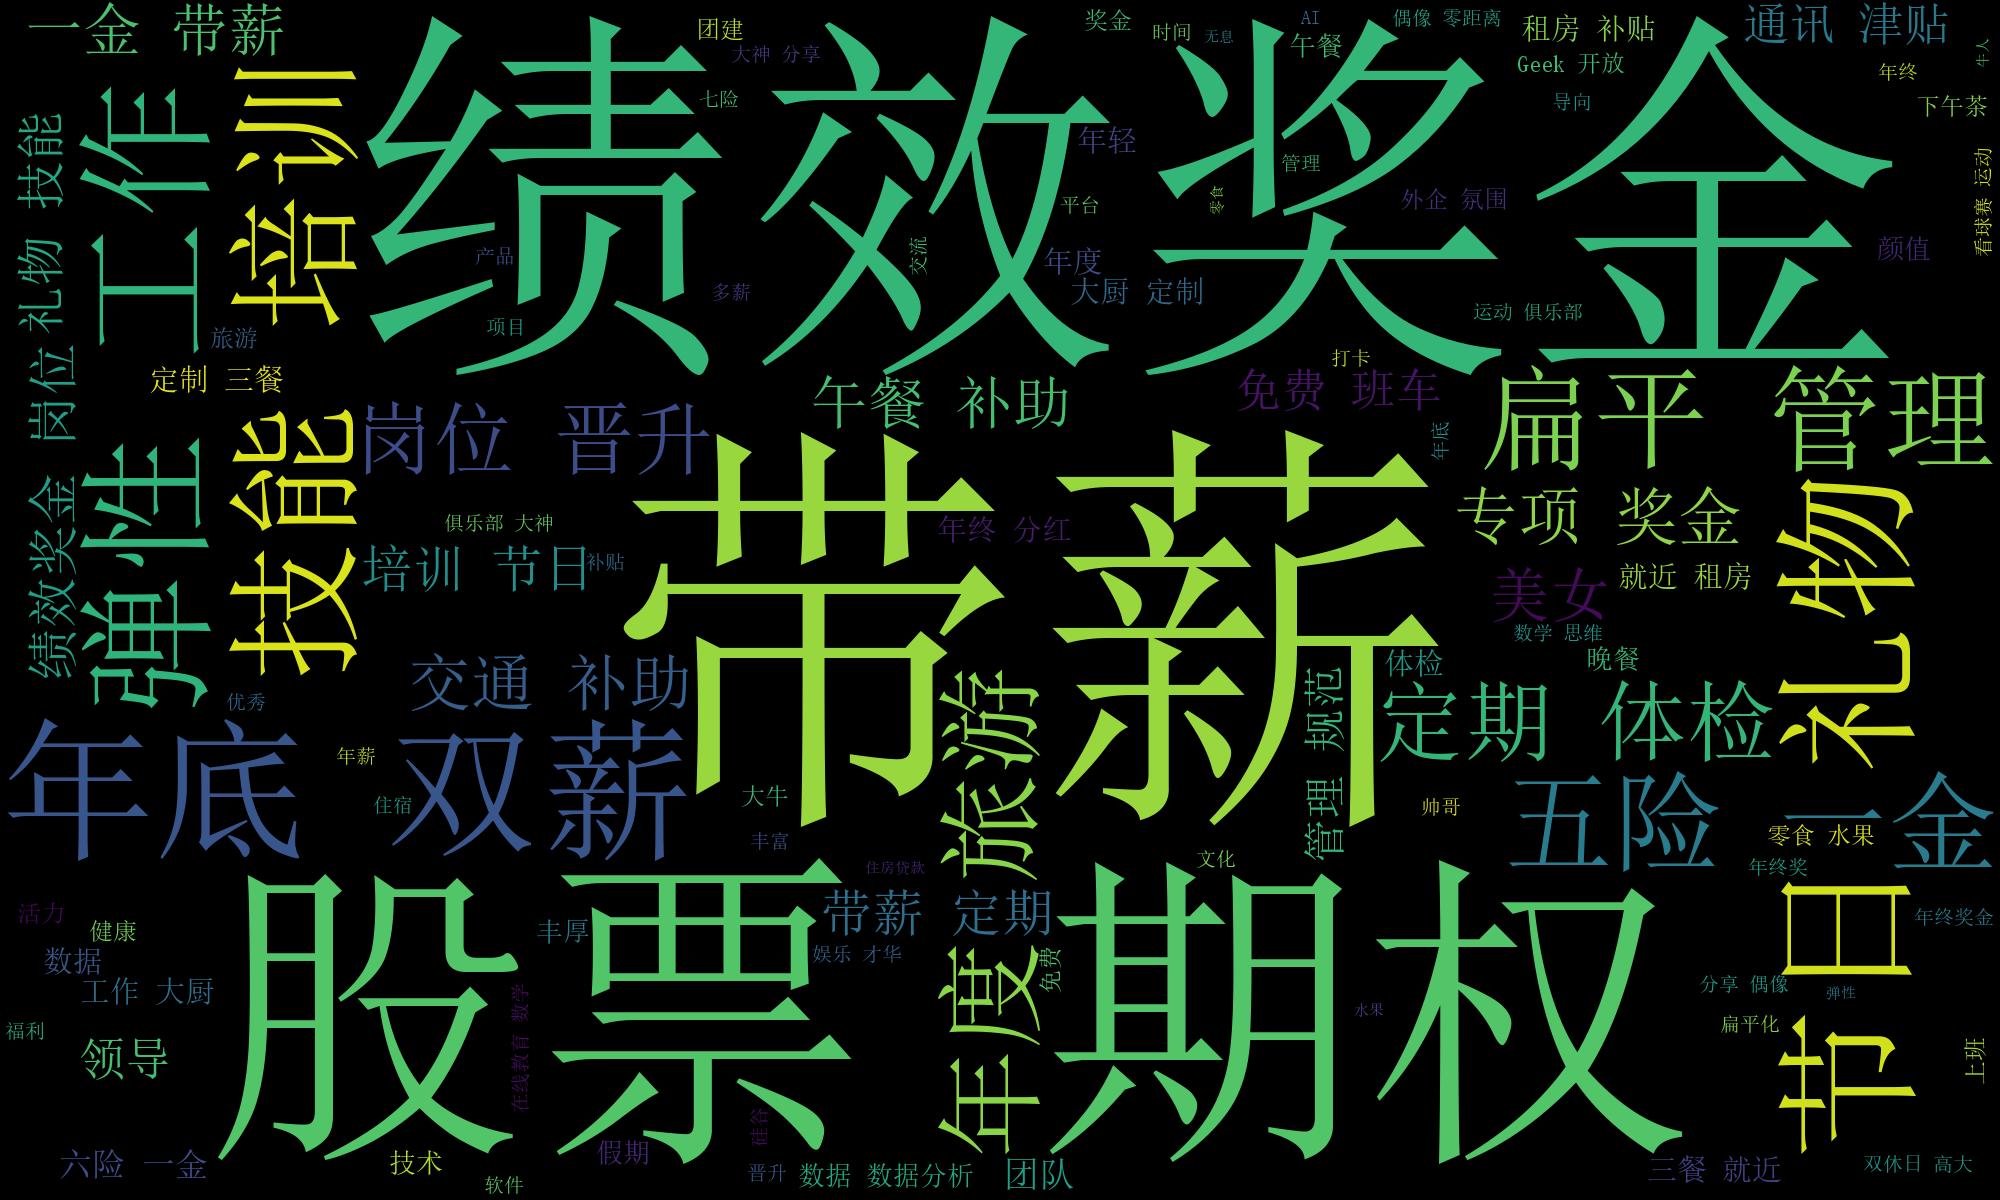 一金 带薪
团建
大神 分享
七险
奖金
时间
无息
AI
午餐
偶像 零距离
租房 补贴
Geek 开放
通讯 津贴
年终
牛人
导向
下午茶
绩效奖金
培训
工作
技能
礼物
岗位
年轻
管理
平台
零食
外企 氛围
看球赛 运动
颜值
产品
交流
年度
大厨 定制
多薪
项目
运动 俱乐部
旅游
定制 三餐
打卡
午餐 补助
免费 班车
扁平 管理
岗位 晋升
年底
弹性
技能
绩效奖金
带薪
年终 分红
专项 奖金
俱乐部 大神
培训 节日
补贴
美女
就近 租房
礼物
数学 思维
晚餐
体检
交通 补助
定期 体检
管理 规范
旅游
优秀
年底
双薪
年薪
住宿
大牛
丰富
帅哥
五险
一金
零食 水果
年终奖
文化
住房贷款
股票期权
带薪 定期
丰厚
娱乐 才华
年度
免费
节日
年终奖金
活力
健康
数据
工作 大厨
福利
领导
在线教育 数学
水果
分享 偶像
弹性
扁平化
上班
六险 一金
技术
软件
假期
硅谷
晋升
数据 数据分析
团队
三餐 就近
双休日 高大